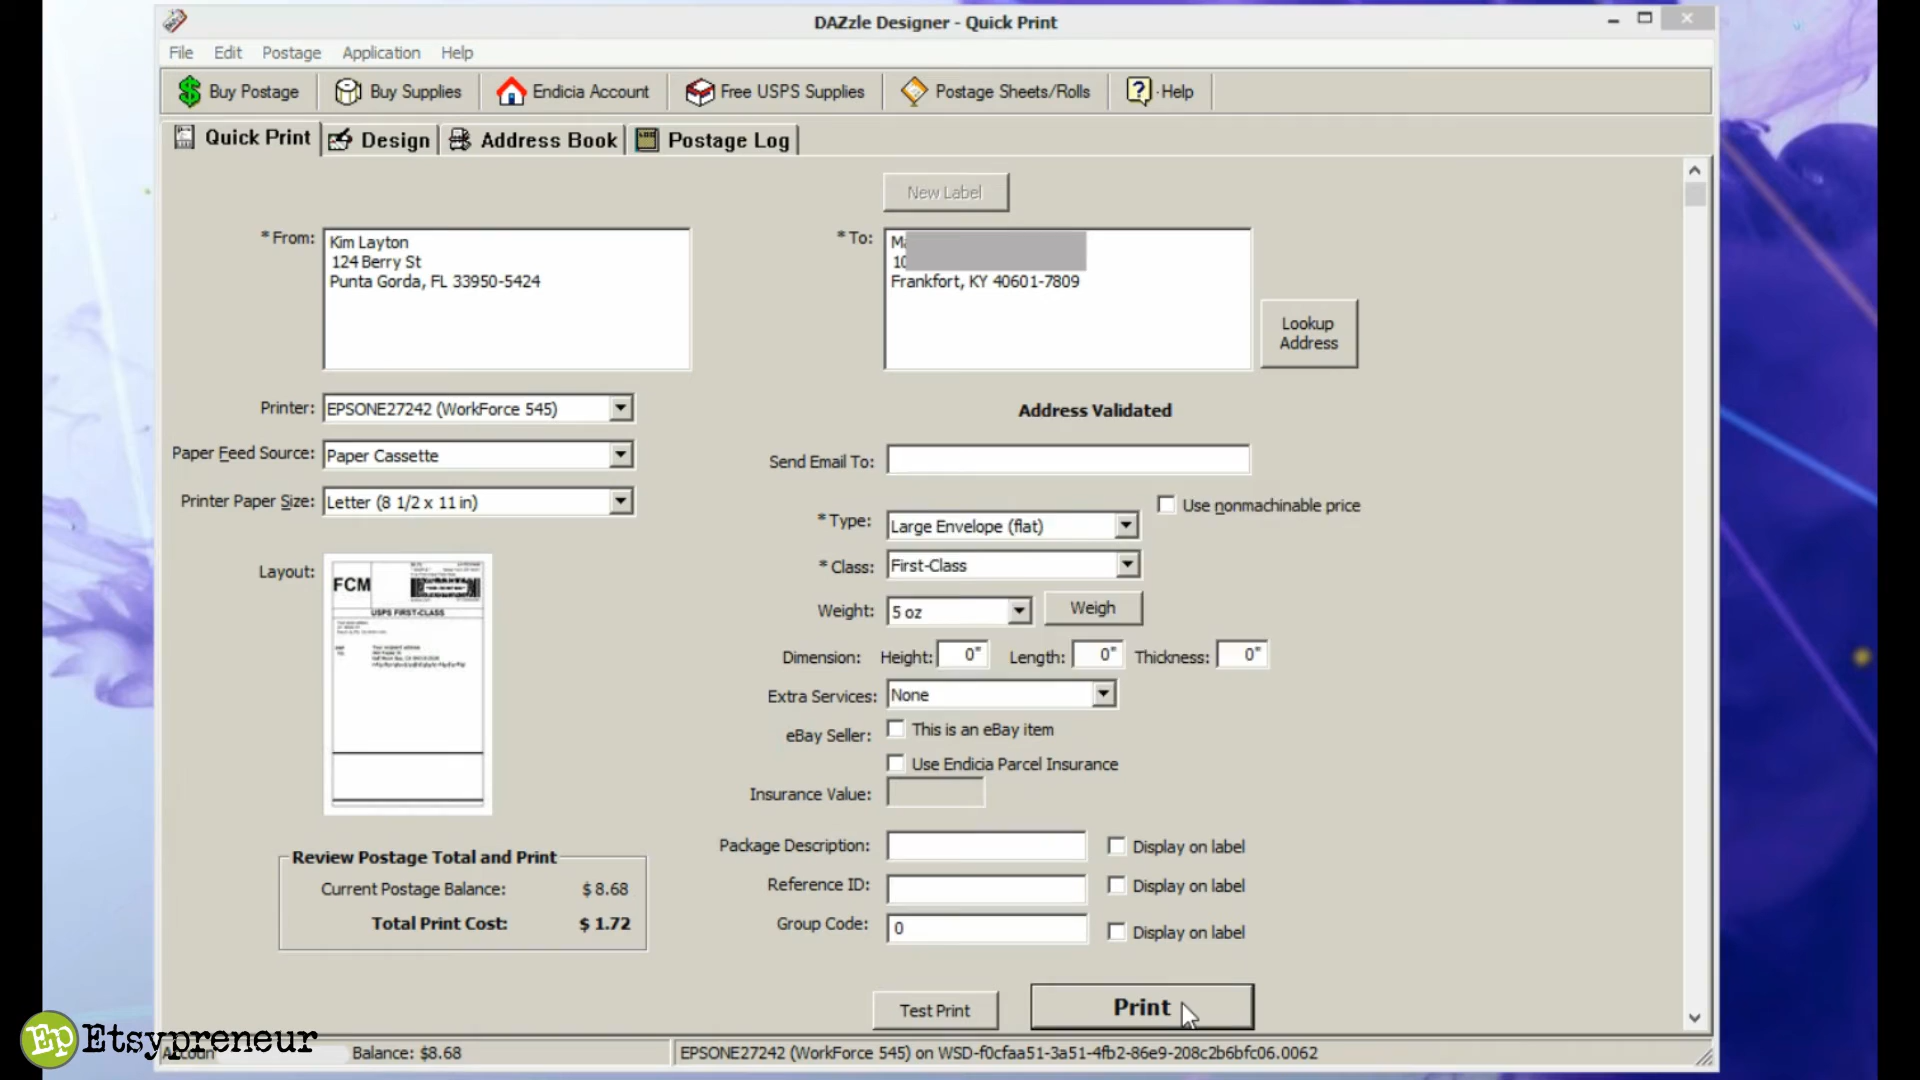 DAZzle Designer - Quick Print
File Edit Postage Application Help
Buy Postage Buy Supplies Endicia Account Free USPS Supplies Postage Sheets/Rolls Help
Quick Print Design Address Book Postage Log
New Label
* From: Kim Layton
124 Berry St
Punta Gorda, FL 33950-5424
* To: Ma
10
Frankfort, KY 40601-7809
Lookup
Address
Printer: EPSONE27242 (WorkForce 545)
Address Validated
Paper Feed Source: Paper Cassette
Send Email To:
Printer Paper Size: Letter (8 1/2 x 11 in)
Use nonmachinable price
* Type: Large Envelope (flat)
* Class: First-Class
Layout:
FCM
USPS FIRST-CLASS
Weight: 5 oz Weigh
Dimension: Height: 0" Length: 0" Thickness: 0"
Extra Services: None
eBay Seller: This is an eBay item
Use Endicia Parcel Insurance
Insurance Value:
Package Description: Display on label
Reference ID: Display on label
Group Code: 0 Display on label
Review Postage Total and Print
Current Postage Balance: $ 8.68
Total Print Cost: $ 1.72
Test Print Print
Ep Etsypreneur
Balance: $8.68
EPSONE27242 (WorkForce 545) on WSD-f0cfaa51-3a51-4fb2-86e9-208c2b6bfc06.0062